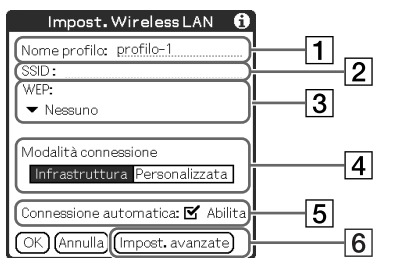 Impost. Wireless LAN
Nome profilo: profilo-1
1
SSID:
2
WEP:
Nessuno
3
Modalità connessione
Infrastruttura Personalizzata
4
Connessione automatica: Abilita
5
OK Annulla Impost. avanzate
6